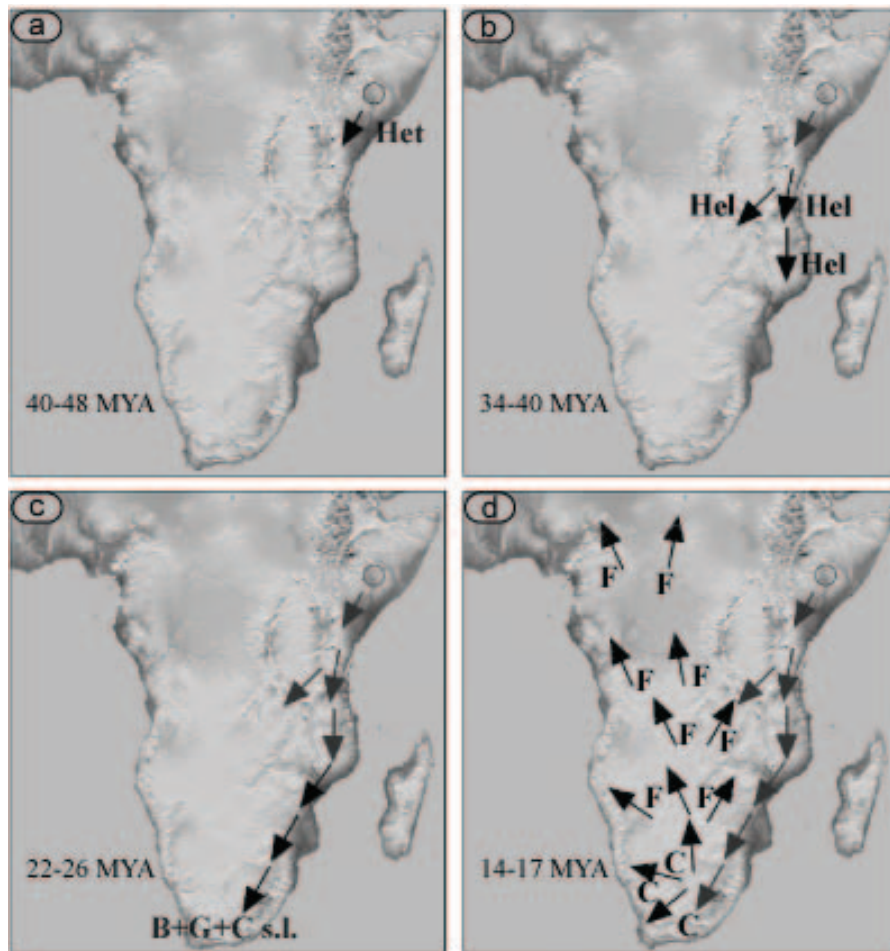 a
Het
40-48 MYA
b
Hel
Hel
Hel
34-40 MYA
c
22-26 MYA
B+G+C s.l.
d
F
F
F
F
F
F
F
F
14-17 MYA
C
C
C